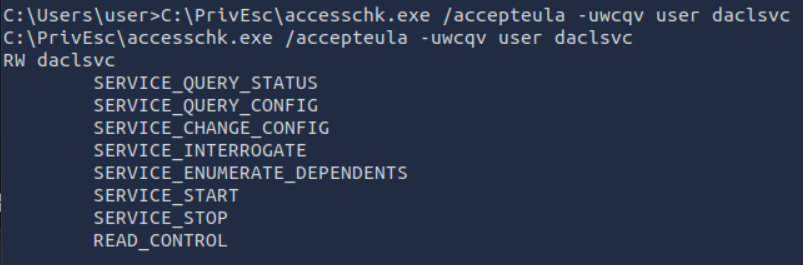 C:\Users\user>C:\PrivEsc\accesschk.exe /accepteula -uwcqv user daclsvc
C:\PrivEsc\accesschk.exe /accepteula -uwcqv user daclsvc
RW daclsvc
        SERVICE_QUERY_STATUS
        SERVICE_QUERY_CONFIG
        SERVICE_CHANGE_CONFIG
        SERVICE_INTERROGATE
        SERVICE_ENUMERATE_DEPENDENTS
        SERVICE_START
        SERVICE_STOP
        READ_CONTROL